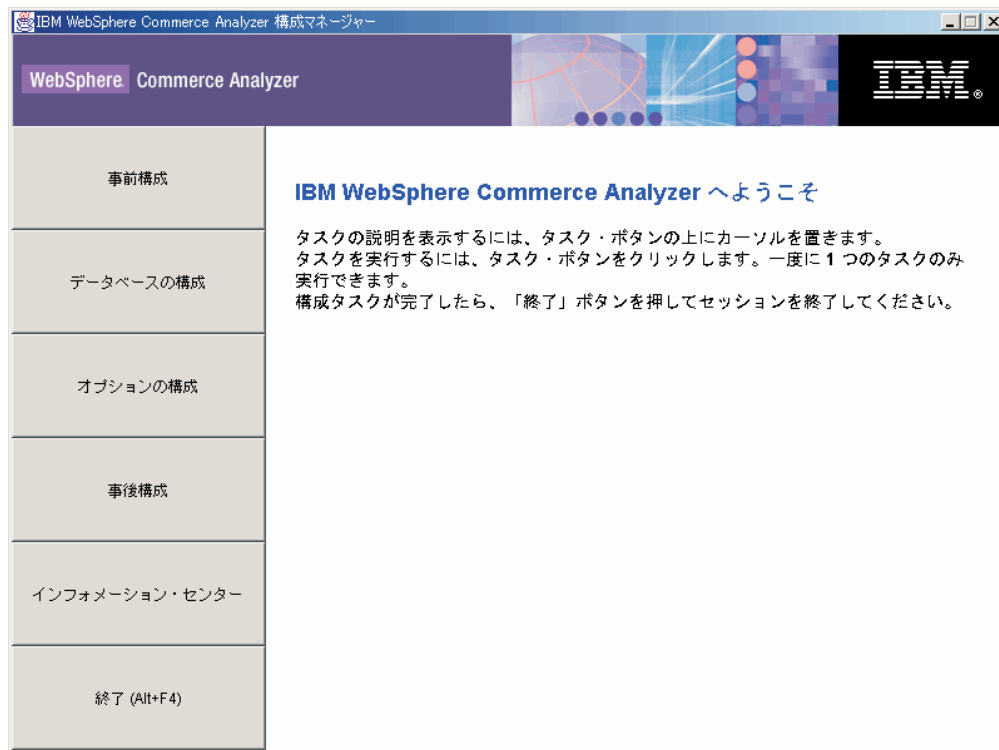 IBM WebSphere Commerce Analyzer 構成マネージャー
WebSphere. Commerce Analyzer
IBM®
事前構成
データベースの構成
オプションの構成
事後構成
インフォメーション・センター
終了 (Alt+F4)
IBM WebSphere Commerce Analyzer へようこそ
タスクの説明を表示するには、タスク・ボタンの上にカーソルを置きます。
タスクを実行するには、タスク・ボタンをクリックします。一度に 1 つのタスクのみ
実行できます。
構成タスクが完了したら、「終了」ボタンを押してセッションを終了してください。